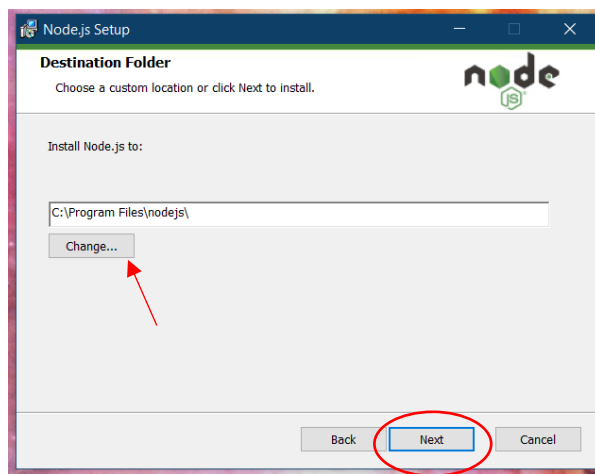 Node.js Setup
Destination Folder
node
Choose a custom location or click Next to install.
JS
Install Node.js to:
C:\Program Files\nodejs\
Change...
Back Next Cancel